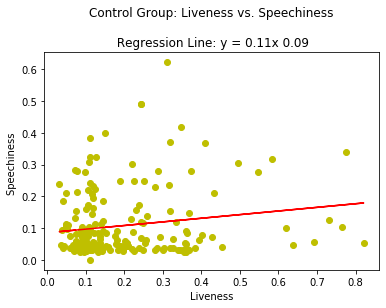 Control Group: Liveness vs. Speechiness
Regression Line: y = 0.11x 0.09
0.6
0.5
0.4
0.3
0.2
0.1
0.0
Speechiness
0.0 0.1 0.2 0.3 0.4 0.5 0.6 0.7 0.8
Liveness